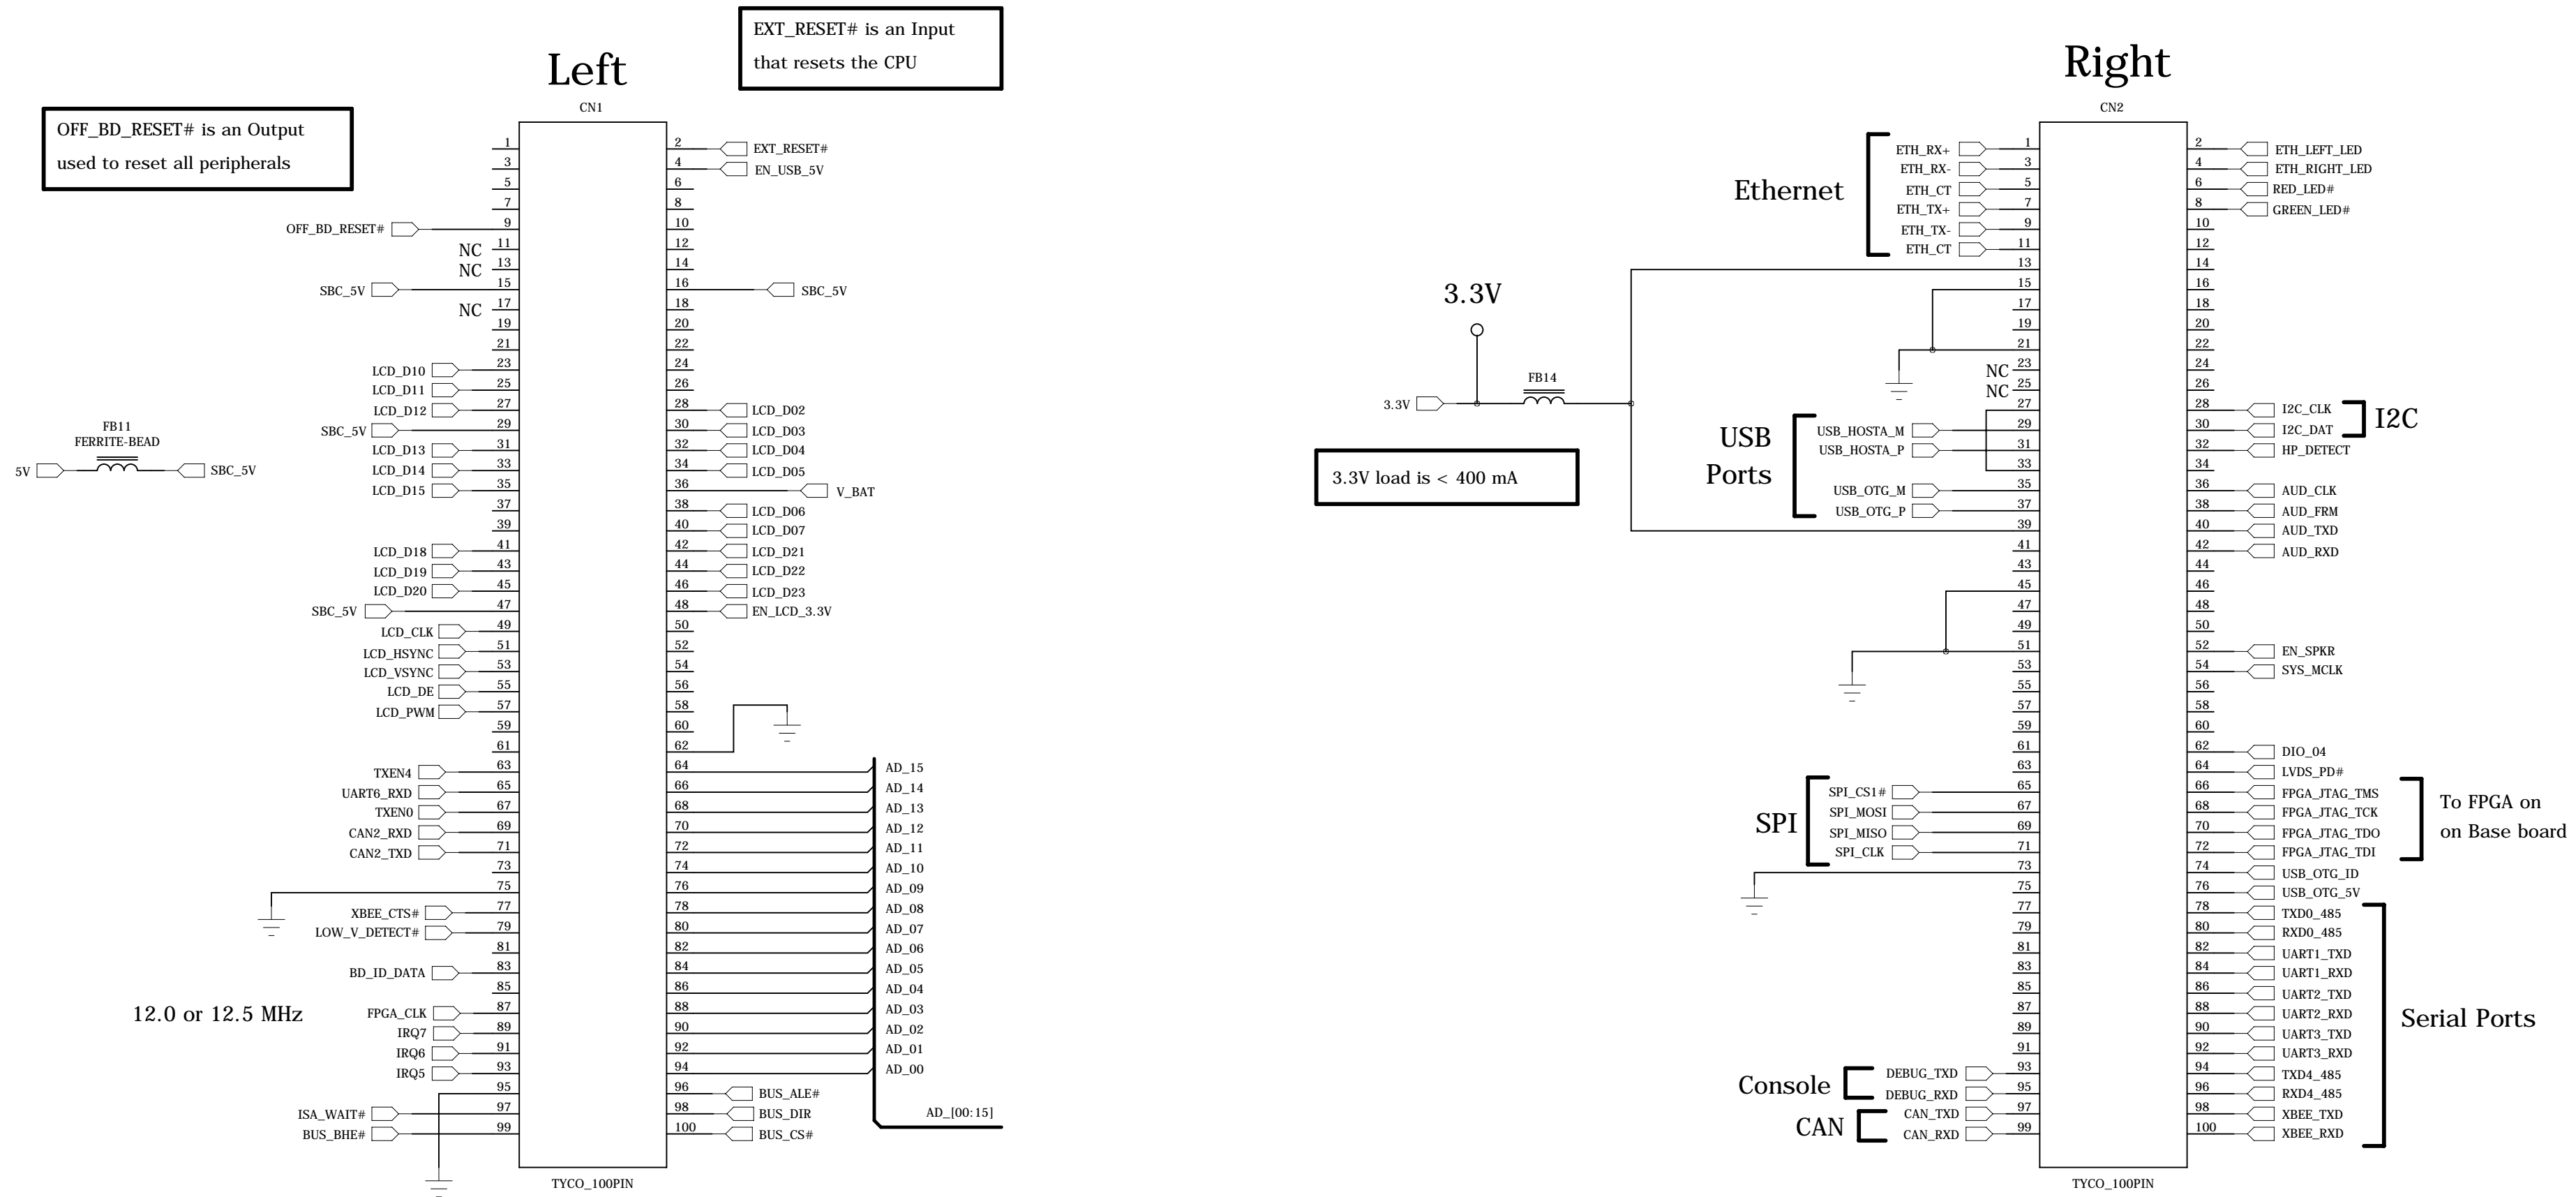 EXT_RESET# is an Input
that resets the CPU
OFF_BD_RESET# is an Output
used to reset all peripherals
Left
CN1
1
3
5
7
OFF_BD_RESET# 9
NC 11
NC 13
SBC_5V 15
NC 17
19
21
LCD_D10 23
LCD_D11 25
LCD_D12 27
SBC_5V 29
LCD_D13 31
LCD_D14 33
LCD_D15 35
37
39
LCD_D18 41
LCD_D19 43
LCD_D20 45
SBC_5V 47
LCD_CLK 49
LCD_HSYNC 51
LCD_VSYNC 53
LCD_DE 55
LCD_PWM 57
59
61
TXEN4 63
UART6_RXD 65
TXEN0 67
CAN2_RXD 69
CAN2_TXD 71
73
75
XBEE_CTS# 77
LOW_V_DETECT# 79
81
BD_ID_DATA 83
85
12.0 or 12.5 MHz
FPGA_CLK 87
IRQ7 89
IRQ6 91
IRQ5 93
95
ISA_WAIT# 97
BUS_BHE# 99
FB11
FERRITE-BEAD
5V SBC_5V
2 EXT_RESET#
4 EN_USB_5V
6
8
10
12
14
16 SBC_5V
18
20
22
24
26
28 LCD_D02
30 LCD_D03
32 LCD_D04
34 LCD_D05
36 V_BAT
38 LCD_D06
40 LCD_D07
42 LCD_D21
44 LCD_D22
46 LCD_D23
48 EN_LCD_3.3V
50
52
54
56
58
60
62
64 AD_15
66 AD_14
68 AD_13
70 AD_12
72 AD_11
74 AD_10
76 AD_09
78 AD_08
80 AD_07
82 AD_06
84 AD_05
86 AD_04
88 AD_03
90 AD_02
92 AD_01
94 AD_00
96 BUS_ALE#
98 BUS_DIR
100 BUS_CS#
AD_[00:15]
TYCO_100PIN
Right
CN2
Ethernet
ETH_RX+ 1
ETH_RX- 3
ETH_CT 5
ETH_TX+ 7
ETH_TX- 9
ETH_CT 11
13
15
17
19
21
NC 23
NC 25
27
3.3V
3.3V
FB14
3.3V load is < 400 mA
USB
Ports
USB_HOSTA_M 29
USB_HOSTA_P 31
33
USB_OTG_M 35
USB_OTG_P 37
39
41
43
45
47
49
51
53
55
57
59
61
63
SPI
SPI_CS1# 65
SPI_MOSI 67
SPI_MISO 69
SPI_CLK 71
73
75
77
79
81
83
85
87
89
91
Console
DEBUG_TXD 93
DEBUG_RXD 95
CAN
CAN_TXD 97
CAN_RXD 99
2 ETH_LEFT_LED
4 ETH_RIGHT_LED
6 RED_LED#
8 GREEN_LED#
10
12
14
16
18
20
22
24
26
28 I2C_CLK
30 I2C_DAT
I2C
32 HP_DETECT
34
36 AUD_CLK
38 AUD_FRM
40 AUD_TXD
42 AUD_RXD
44
46
48
50
52 EN_SPKR
54 SYS_MCLK
56
58
60
62 DIO_04
64 LVDS_PD#
66 FPGA_JTAG_TMS
68 FPGA_JTAG_TCK
70 FPGA_JTAG_TDO
72 FPGA_JTAG_TDI
To FPGA on
on Base board
74 USB_OTG_ID
76 USB_OTG_5V
78 TXD0_485
80 RXD0_485
82 UART1_TXD
84 UART1_RXD
86 UART2_TXD
88 UART2_RXD
90 UART3_TXD
92 UART3_RXD
94 TXD4_485
96 RXD4_485
98 XBEE_TXD
100 XBEE_RXD
Serial Ports
TYCO_100PIN